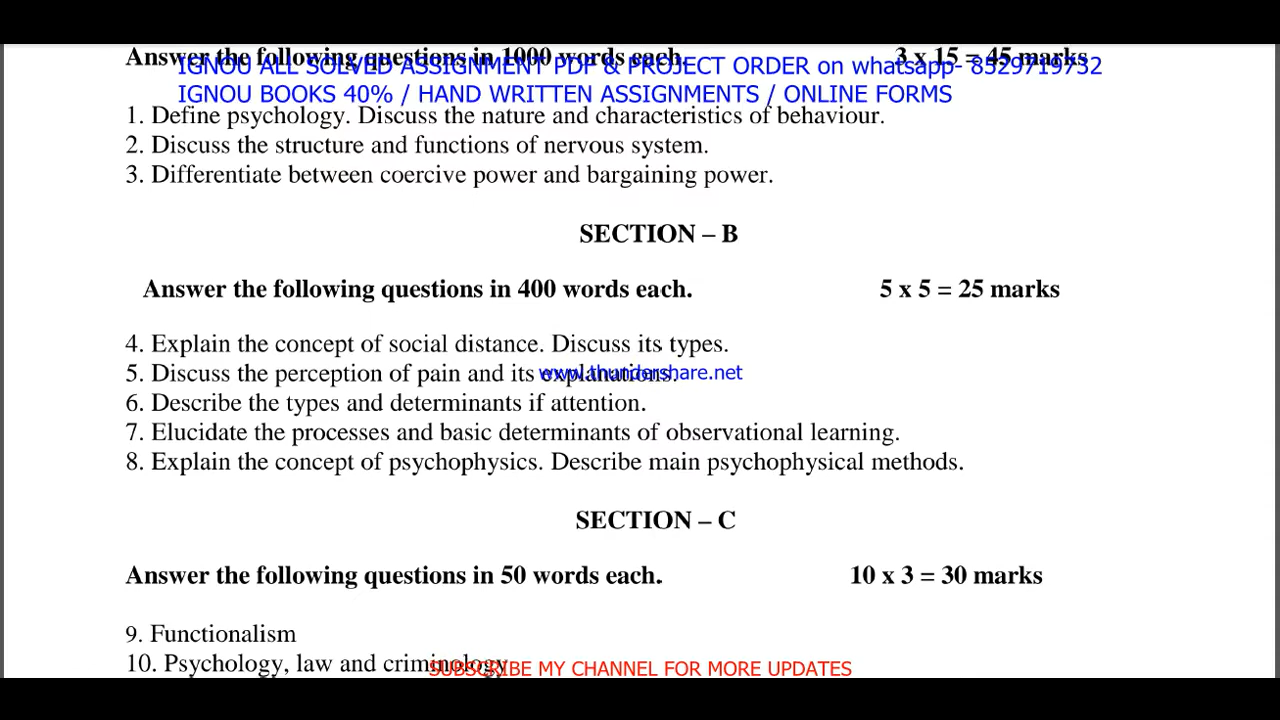 Answer the following questions in 1000 words each. 3 x 15 = 45 marks
IGNOU ALL SOLVED ASSIGNMENT PDF & PROJECT ORDER on whatsapp- 8529719732
IGNOU BOOKS 40% / HAND WRITTEN ASSIGNMENTS / ONLINE FORMS
1. Define psychology. Discuss the nature and characteristics of behaviour.
2. Discuss the structure and functions of nervous system.
3. Differentiate between coercive power and bargaining power.
SECTION – B
Answer the following questions in 400 words each. 5 x 5 = 25 marks
4. Explain the concept of social distance. Discuss its types.
5. Discuss the perception of pain and its explanations.
www.thundershare.net
6. Describe the types and determinants if attention.
7. Elucidate the processes and basic determinants of observational learning.
8. Explain the concept of psychophysics. Describe main psychophysical methods.
SECTION – C
Answer the following questions in 50 words each. 10 x 3 = 30 marks
9. Functionalism
10. Psychology, law and criminology
SUBSCRIBE MY CHANNEL FOR MORE UPDATES